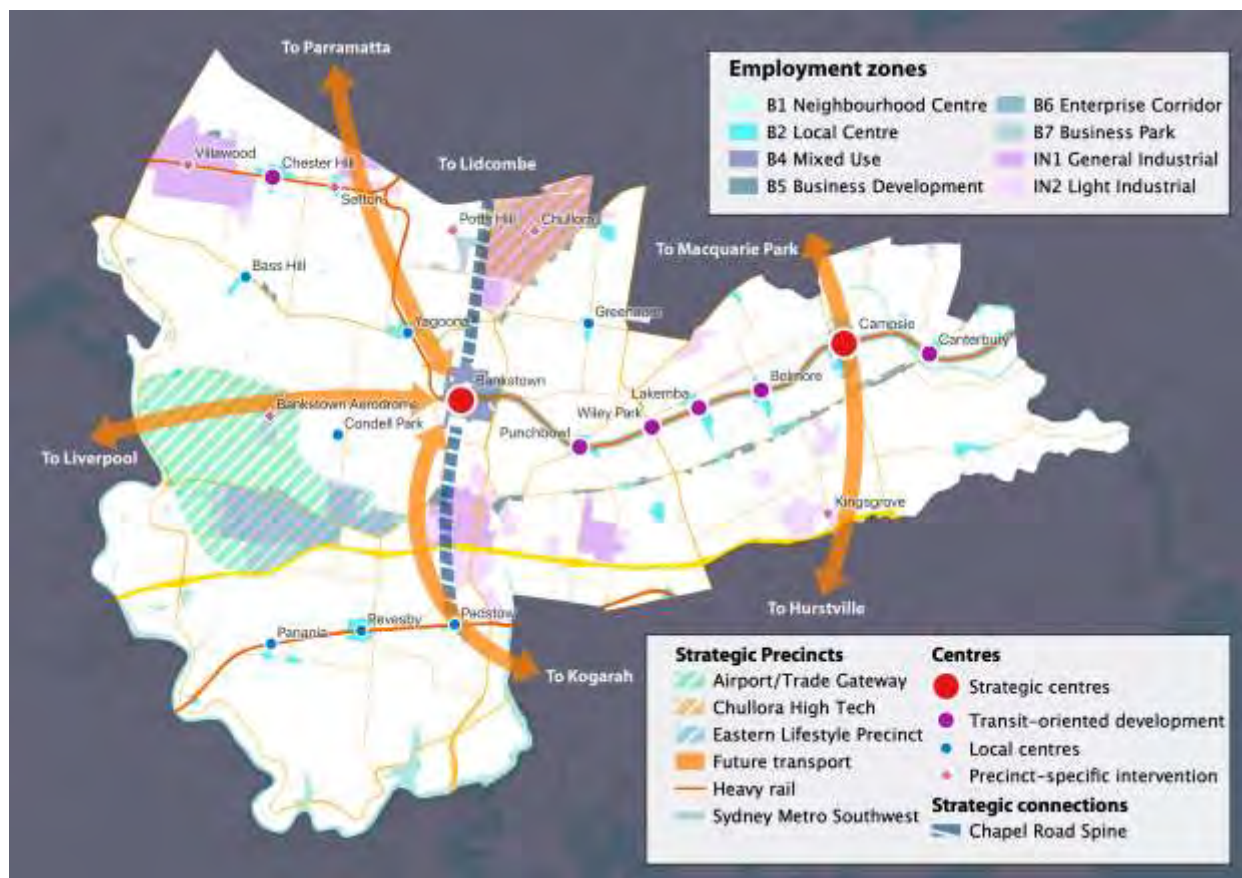 To Parramatta
Employment zones
B1 Neighbourhood Centre
B2 Local Centre
B4 Mixed Use
B5 Business Development
B6 Enterprise Corridor
B7 Business Park
IN1 General Industrial
IN2 Light Industrial
Villawood
Chester Hill
Sefton
To Lidcombe
Potts Hill
Chullora
To Macquarie Park
Bass Hill
Yagoona
Greenacre
Campsie
Canterbury
Bankstown
Belmore
Lakemba
Wiley Park
Punchbowl
Bankstown Aerodrome
Condell Park
To Liverpool
Kingsgrove
To Hurstville
Padstow
Revesby
Panania
To Kogarah
Strategic Precincts
Airport/Trade Gateway
Chullora High Tech
Eastern Lifestyle Precinct
Future transport
Heavy rail
Sydney Metro Southwest
Centres
Strategic centres
Transit-oriented development
Local centres
Precinct-specific intervention
Strategic connections
Chapel Road Spine